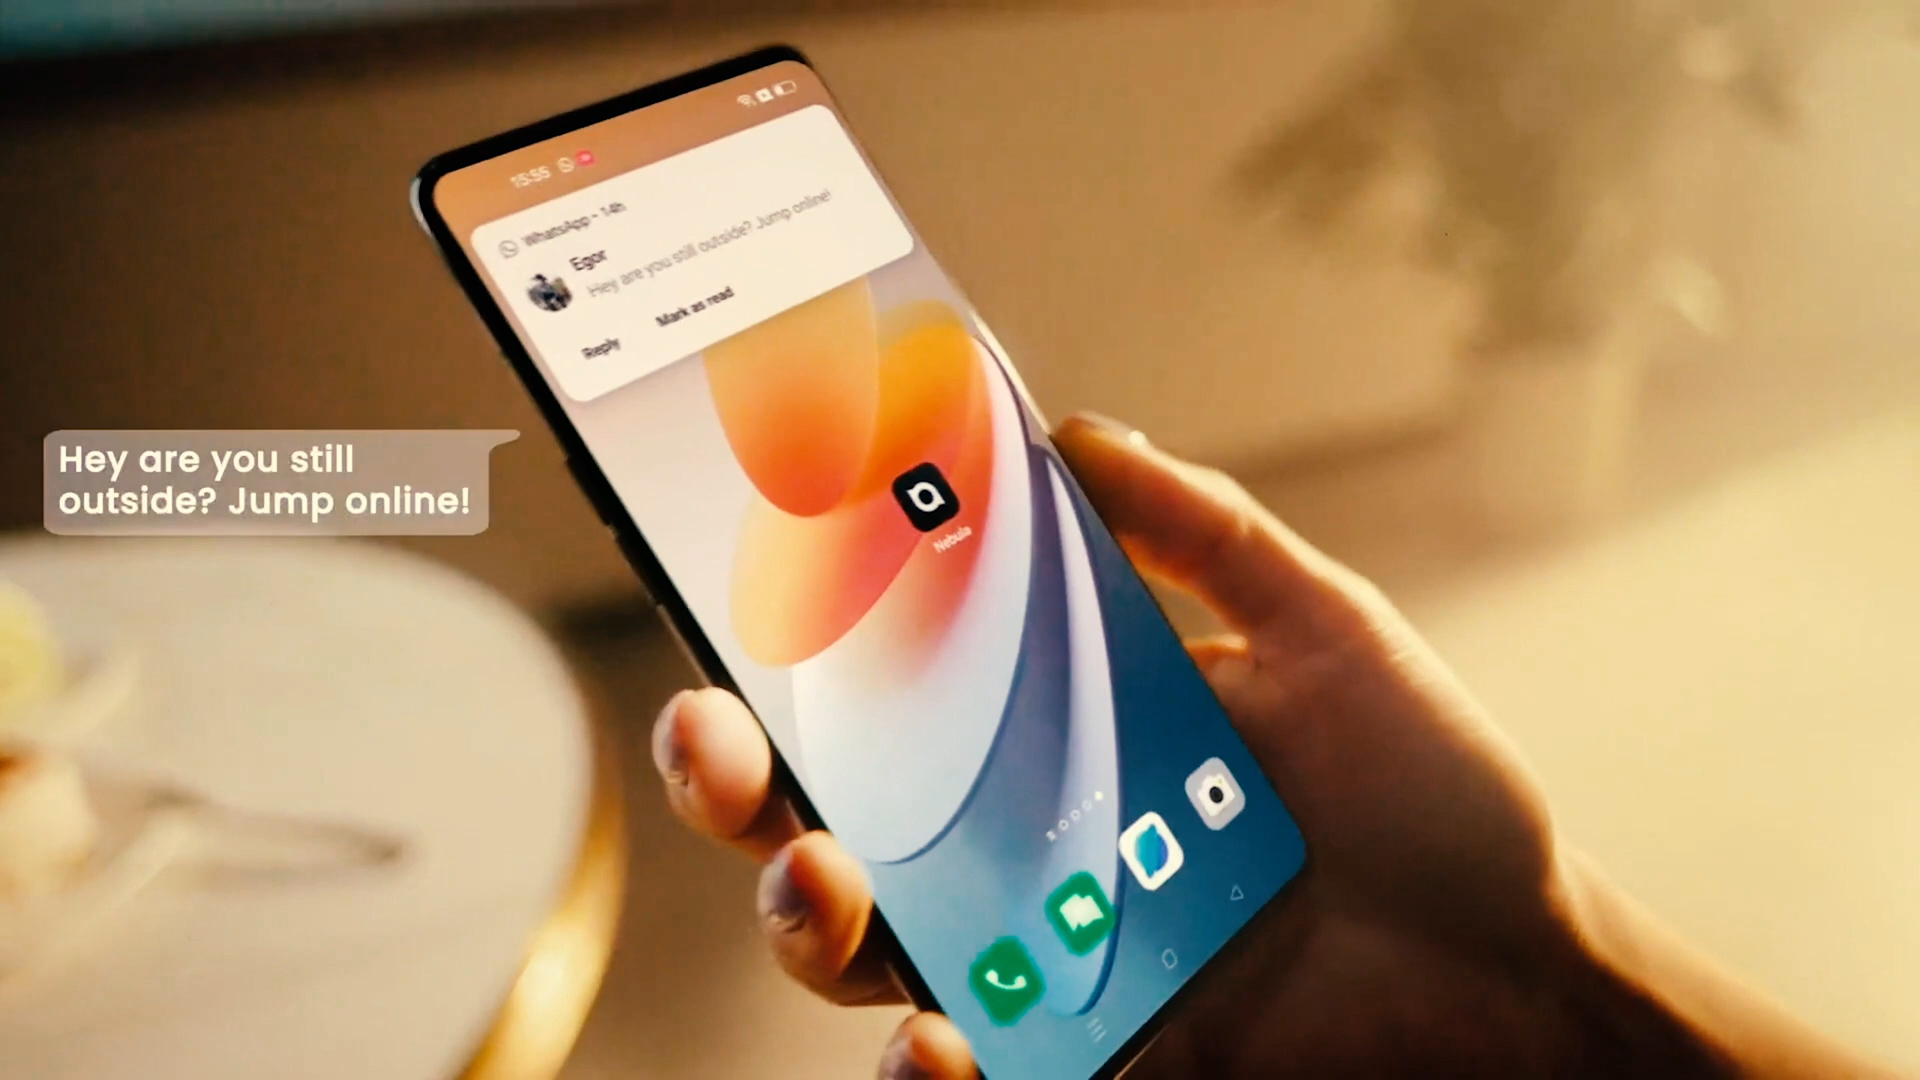 15:55
WhatsApp • 14h
Egor
Hey are you still outside? Jump online!
Reply
Mark as read
Hey are you still
outside? Jump online!
Nebula